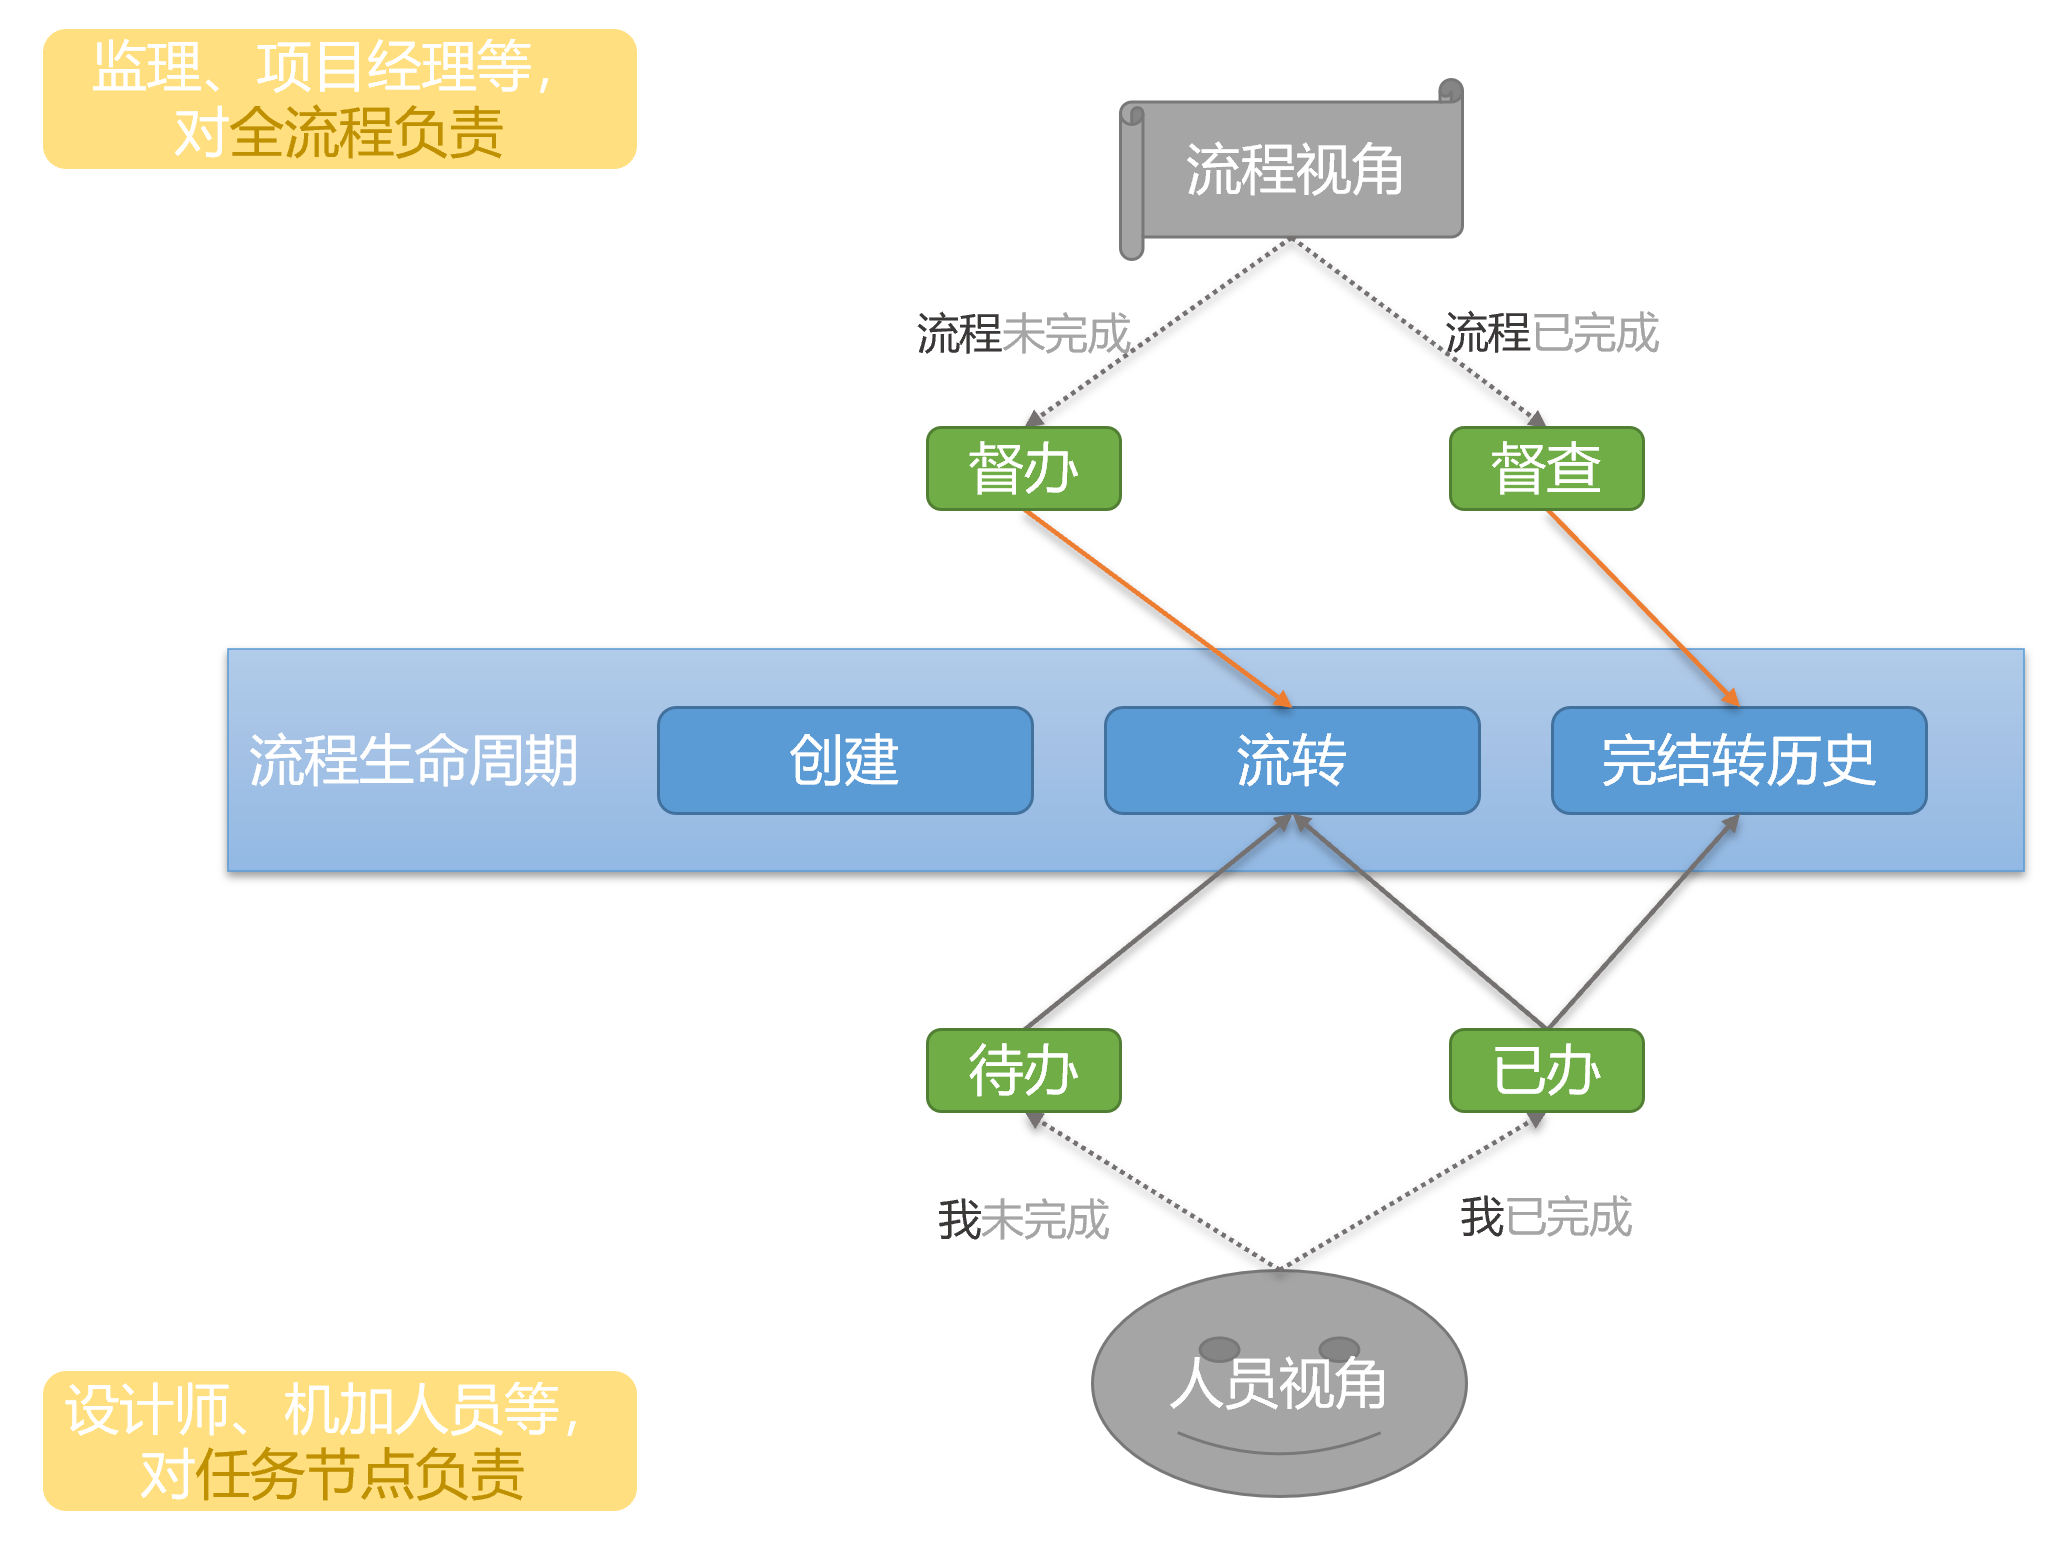 监理、项目经理等，
对全流程负责
流程视角
流程未完成
流程已完成
督办
督查
流程生命周期
创建
流转
完结转历史
待办
已办
我未完成
我已完成
人员视角
设计师、机加人员等，
对任务节点负责